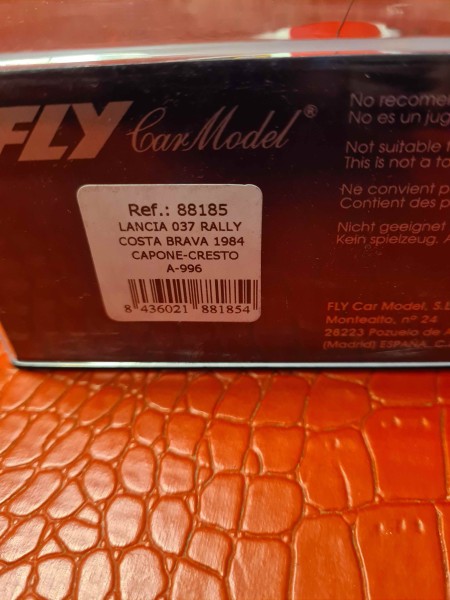 FLY Car Model®
Ref.: 88185
LANCIA 037 RALLY
COSTA BRAVA 1984
CAPONE-CRESTO
A-996
8 436021 881854
No recomen
No es un jug
Not suitable f
This is not a to
Ne convient p
Contient des p
Nicht geeignet
Kein spielzeug. A
FLY Car Model, S.L
Montealto, nº 24
28223 Pozuelo de A
(Madrid) ESPAÑA. C.